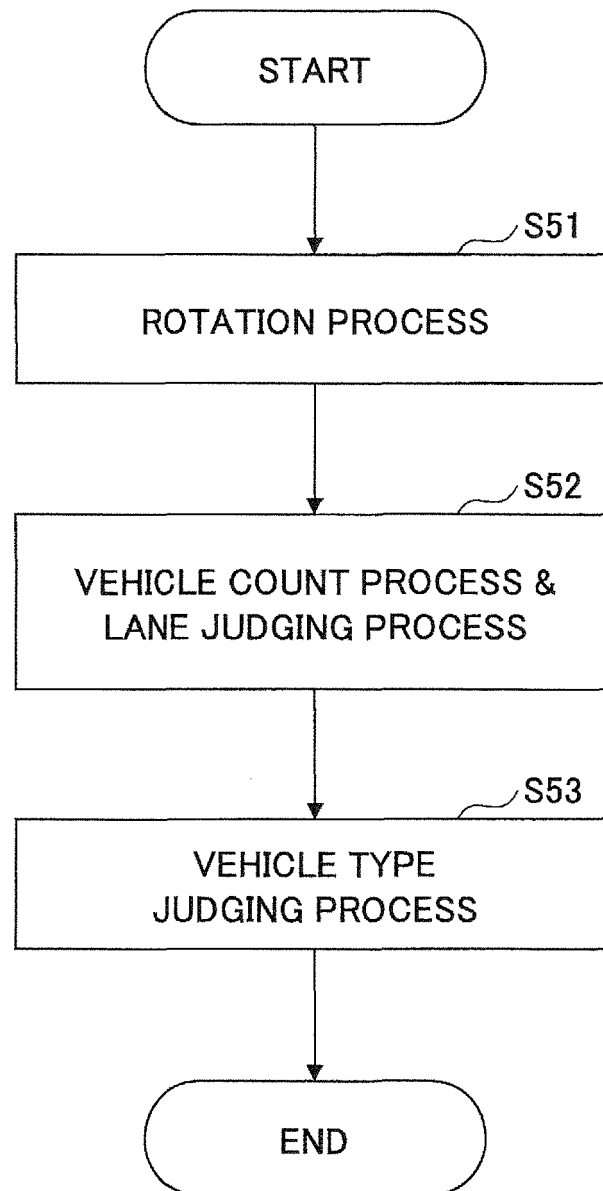 START
S51
ROTATION PROCESS
S52
VEHICLE COUNT PROCESS &
LANE JUDGING PROCESS
S53
VEHICLE TYPE
JUDGING PROCESS
END